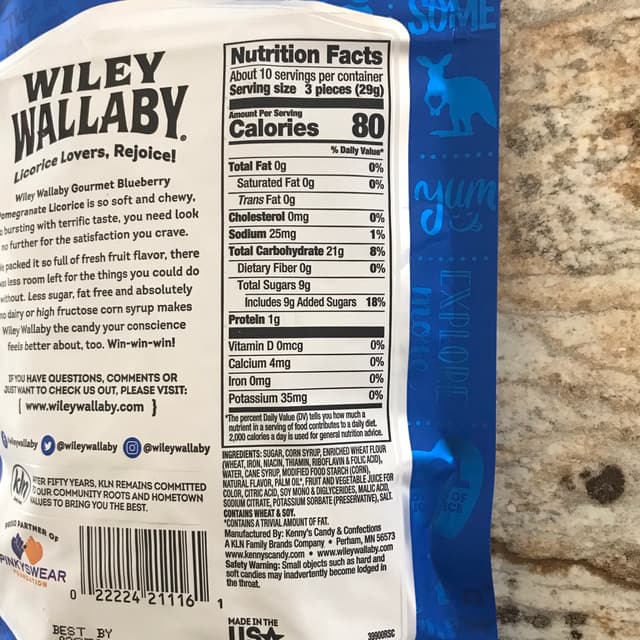 WILEY
WALLABY®
Licorice Lovers, Rejoice!
Wiley Wallaby Gourmet Blueberry
Pomegranate Licorice is so soft and chewy,
bursting with terrific taste, you need look
no further for the satisfaction you crave.
packed it so full of fresh fruit flavor, there
less room left for the things you could do
without. Less sugar, fat free and absolutely
no dairy or high fructose corn syrup makes
Wiley Wallaby the candy your conscience
feels better about, too. Win-win-win!
IF YOU HAVE QUESTIONS, COMMENTS OR
JUST WANT TO CHECK US OUT, PLEASE VISIT:
{ www.wileywallaby.com }
@wileywallaby @wileywallaby
kln
AFTER FIFTY YEARS, KLN REMAINS COMMITTED
TO OUR COMMUNITY ROOTS AND HOMETOWN
VALUES TO BRING YOU THE BEST.
PROUD PARTNER OF
PINKYSWEAR
FOUNDATION
0 22224 21116 1
BEST BY
Nutrition Facts
About 10 servings per container
Serving size 3 pieces (29g)
Amount Per Serving
Calories 80
% Daily Value*
Total Fat 0g 0%
Saturated Fat 0g 0%
Trans Fat 0g
Cholesterol 0mg 0%
Sodium 25mg 1%
Total Carbohydrate 21g 8%
Dietary Fiber 0g 0%
Total Sugars 9g
Includes 9g Added Sugars 18%
Protein 1g
Vitamin D 0mcg 0%
Calcium 4mg 0%
Iron 0mg 0%
Potassium 35mg 0%
*The percent Daily Value (DV) tells you how much a
nutrient in a serving of food contributes to a daily diet.
2,000 calories a day is used for general nutrition advice.
INGREDIENTS: SUGAR, CORN SYRUP, ENRICHED WHEAT FLOUR
(WHEAT, IRON, NIACIN, THIAMIN, RIBOFLAVIN & FOLIC ACID),
WATER, CANE SYRUP, MODIFIED FOOD STARCH (CORN),
NATURAL FLAVOR, PALM OIL*, FRUIT AND VEGETABLE JUICE FOR
COLOR, CITRIC ACID, SOY MONO & DIGLYCERIDES, MALIC ACID,
SODIUM CITRATE, POTASSIUM SORBATE (PRESERVATIVE), SALT.
CONTAINS WHEAT & SOY.
*CONTAINS A TRIVIAL AMOUNT OF FAT.
Manufactured By: Kenny's Candy & Confections
A KLN Family Brands Company • Perham, MN 56573
www.kennyscandy.com • www.wileywallaby.com
Safety Warning: Small objects such as hard and
soft candies may inadvertently become lodged in
the throat.
MADE IN THE
USA
39900RSC
SOME
yum
EXPLORE
more